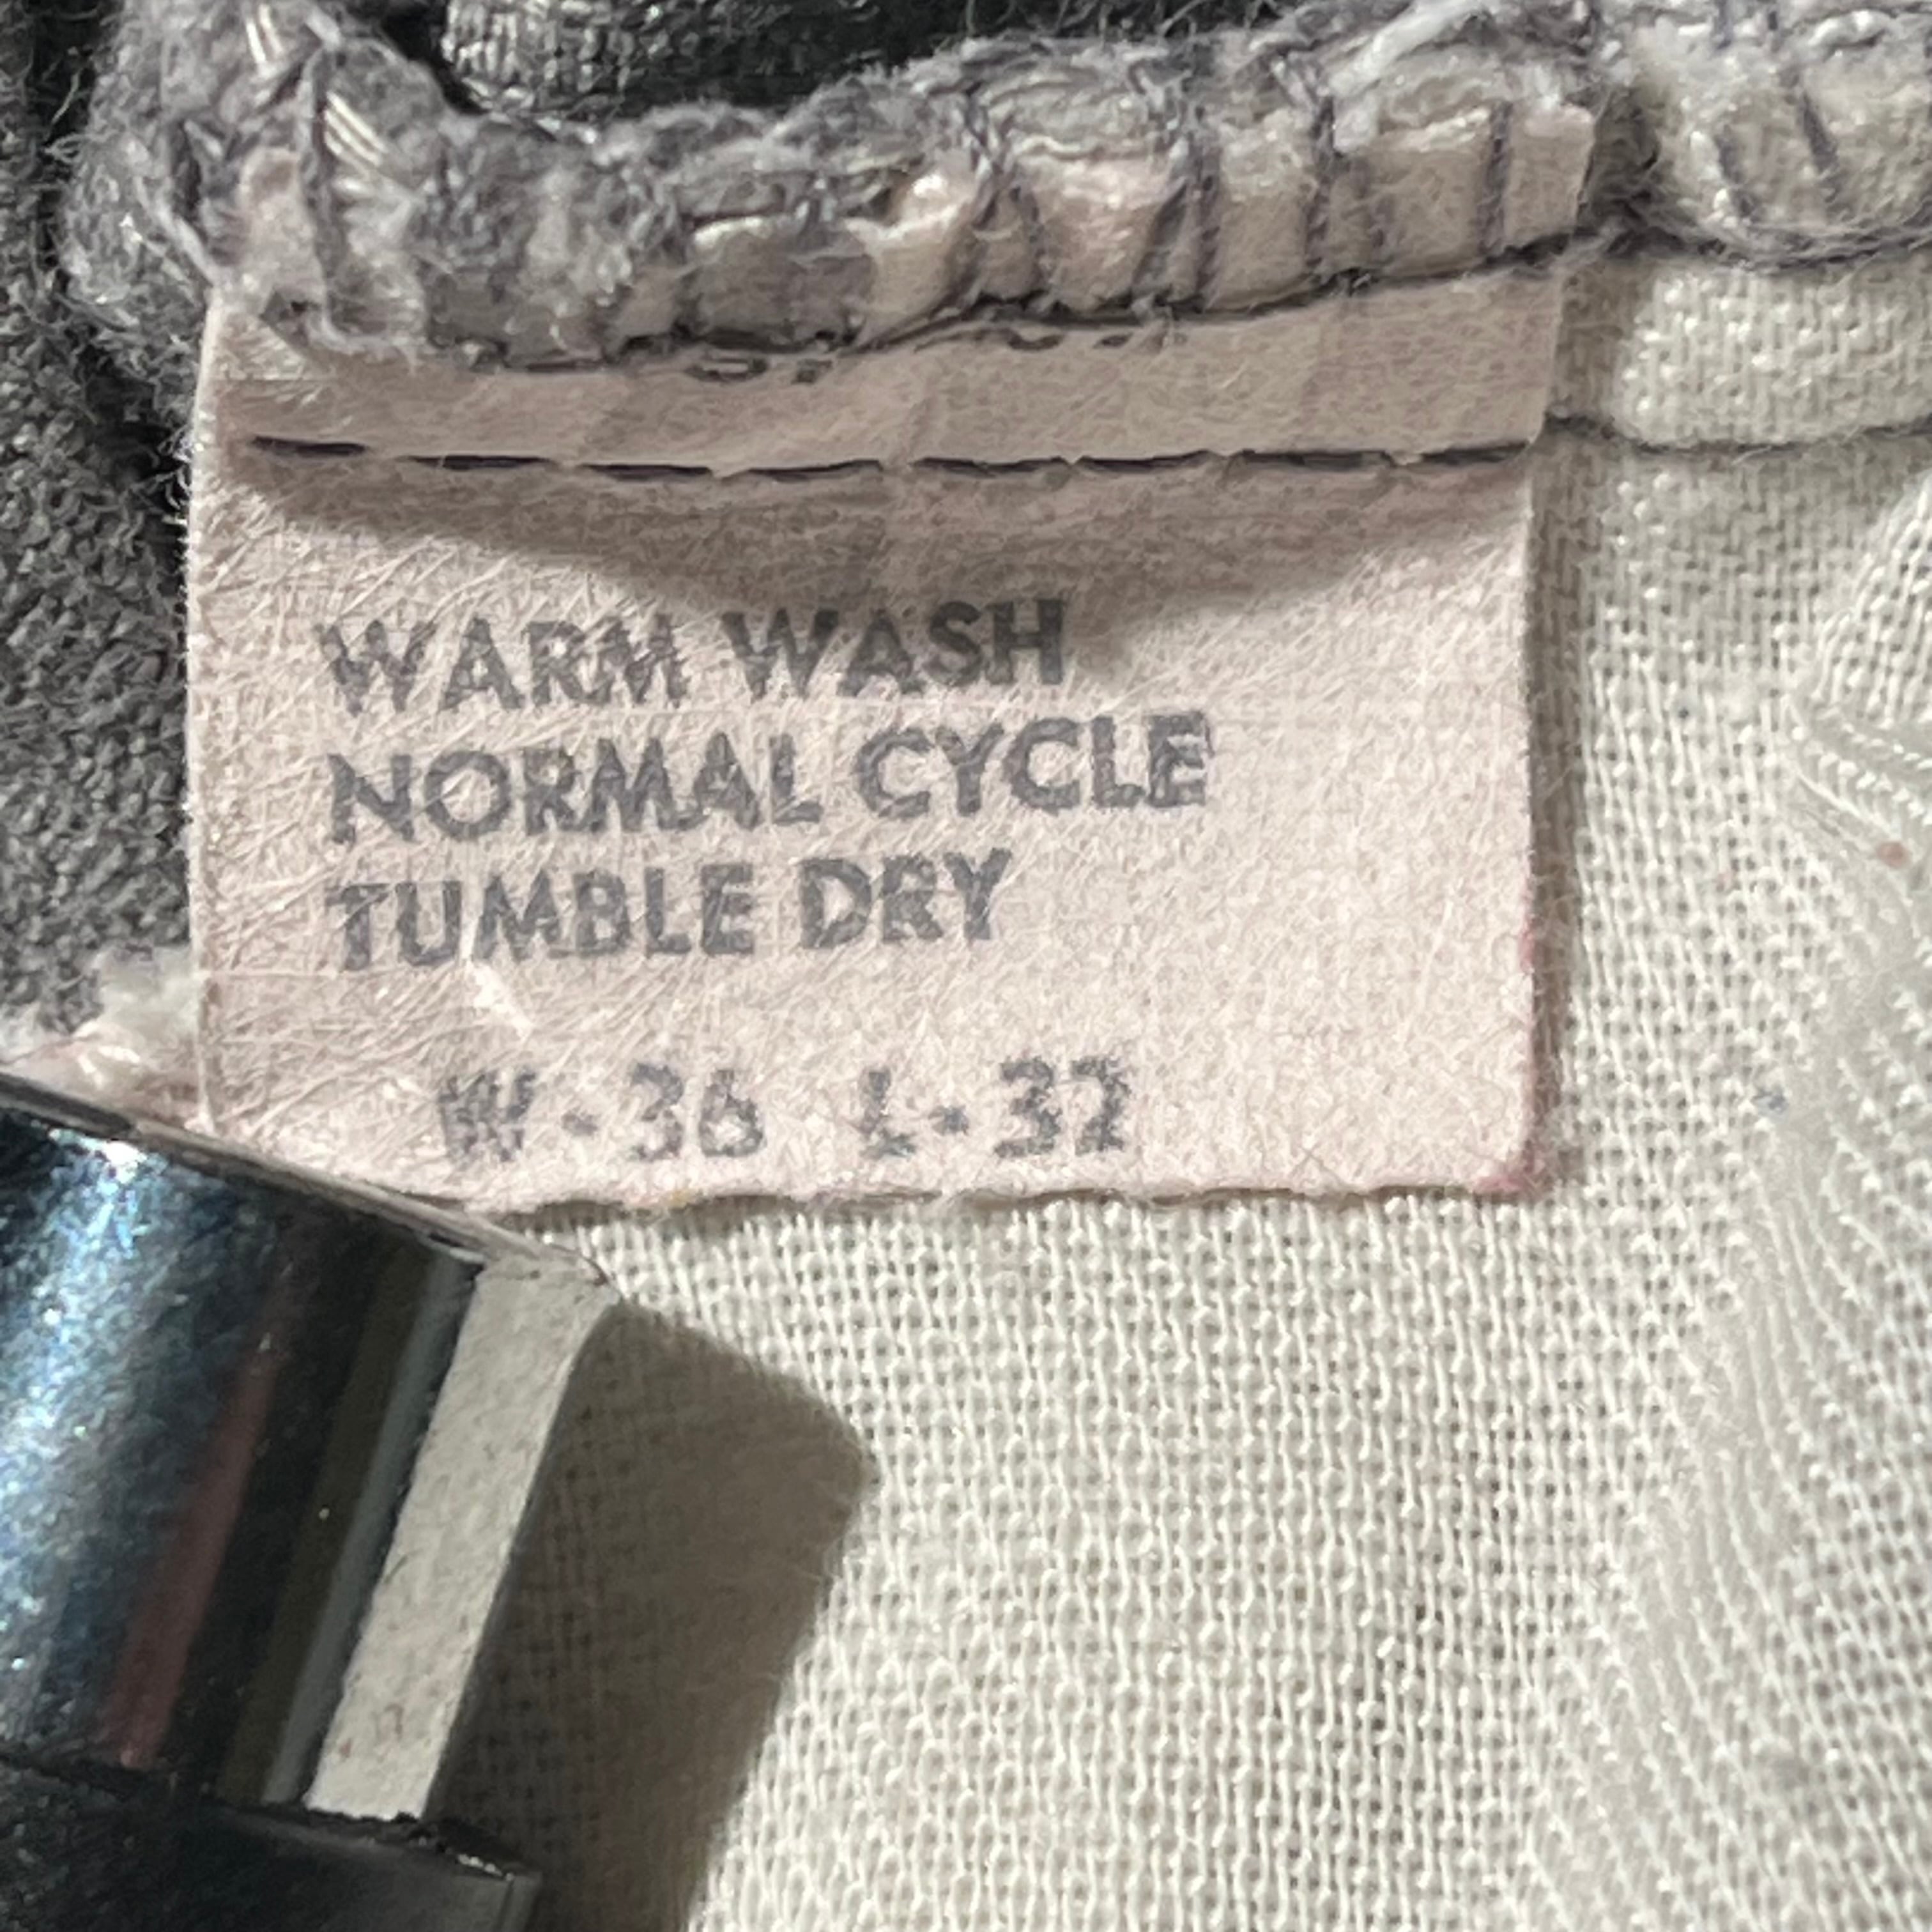 WARM WASH
NORMAL CYCLE
TUMBLE DRY
W-36 L-32